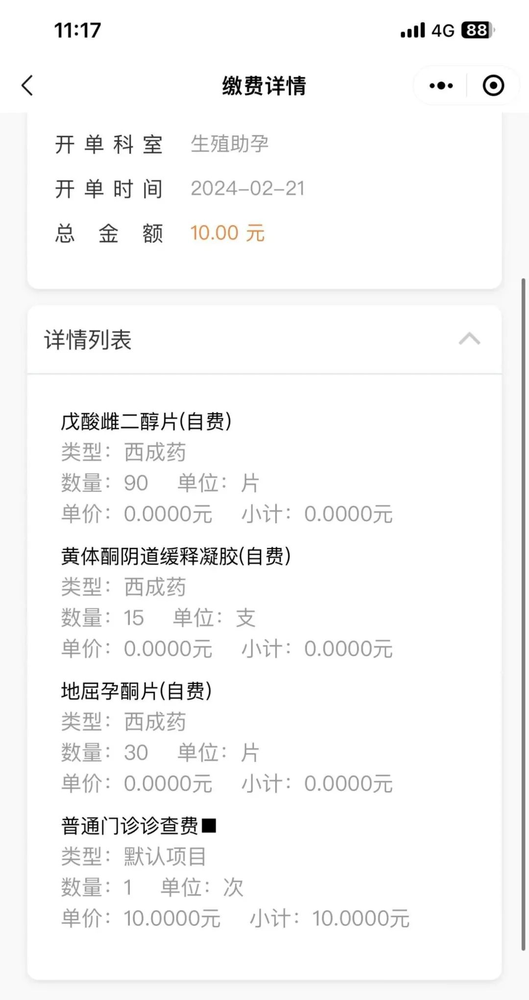 11:17
4G 88
缴费详情
开单科室 生殖助孕
开单时间 2024-02-21
总金额 10.00 元
详情列表
戊酸雌二醇片(自费)
类型：西成药
数量：90 单位：片
单价：0.0000元 小计：0.0000元
黄体酮阴道缓释凝胶(自费)
类型：西成药
数量：15 单位：支
单价：0.0000元 小计：0.0000元
地屈孕酮片(自费)
类型：西成药
数量：30 单位：片
单价：0.0000元 小计：0.0000元
普通门诊诊查费■
类型：默认项目
数量：1 单位：次
单价：10.0000元 小计：10.0000元